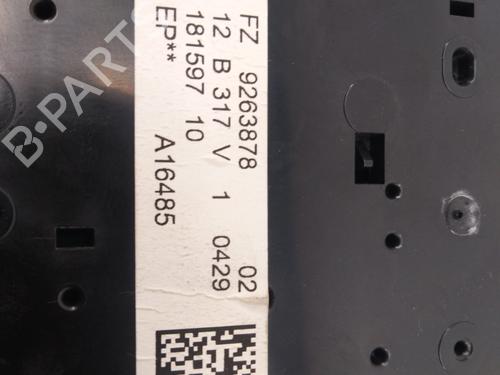 FZ 9263878 02
12 B 317 V 1 0429
181597 10
EP** A16485
B-PARTS